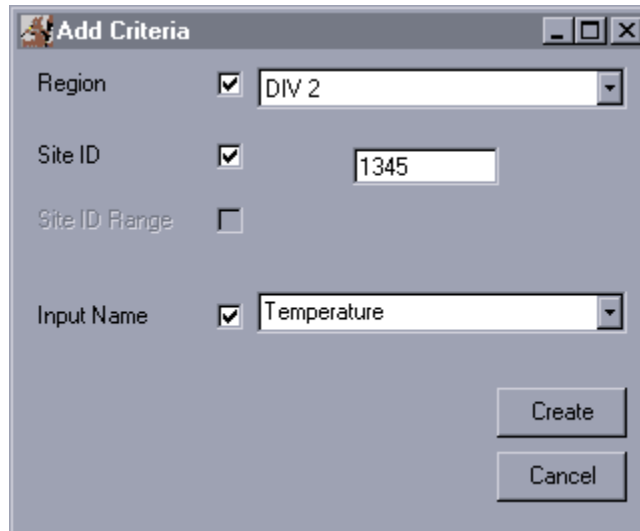 Add Criteria
Region DIV 2
Site ID 1345
Site ID Range
Input Name Temperature
Create
Cancel